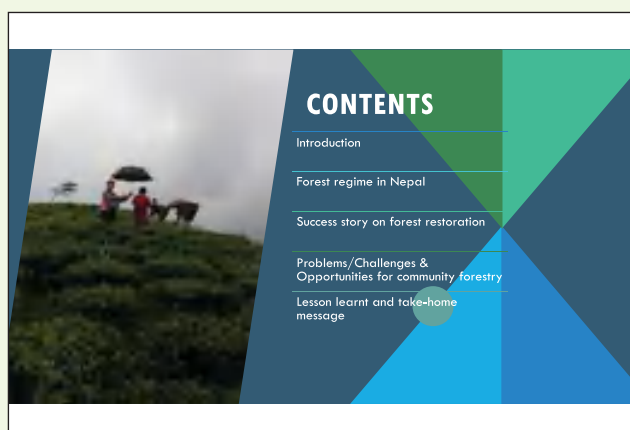 CONTENTS
Introduction
Forest regime in Nepal
Success story on forest restoration
Problems/Challenges &
Opportunities for community forestry
Lesson learnt and take-home
message